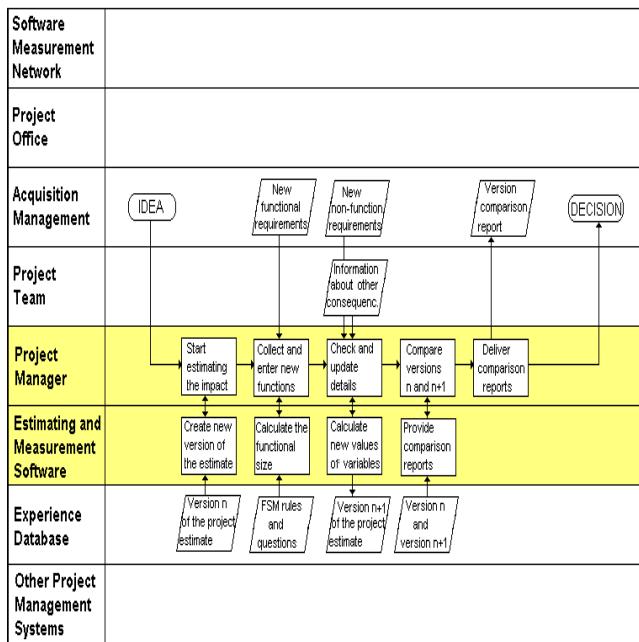 Software
Measurement
Network
Project
Office
Acquisition
Management
IDEA
New
functional
requirements
New
non-function
requirements
Version
comparison
report
DECISION
Project
Team
Information
about other
consequenc.
Project
Manager
Start
estimating
the impact
Collect and
enter new
functions
Check and
update
details
Compare
versions
n and n+1
Deliver
comparison
reports
Estimating and
Measurement
Software
Create new
version of
the estimate
Calculate the
functional
size
Calculate
new values
of variables
Provide
comparison
reports
Experience
Database
Version n
of the project
estimate
FSM rules
and
questions
Version n+1
of the project
estimate
Version n
and
version n+1
Other Project
Management
Systems